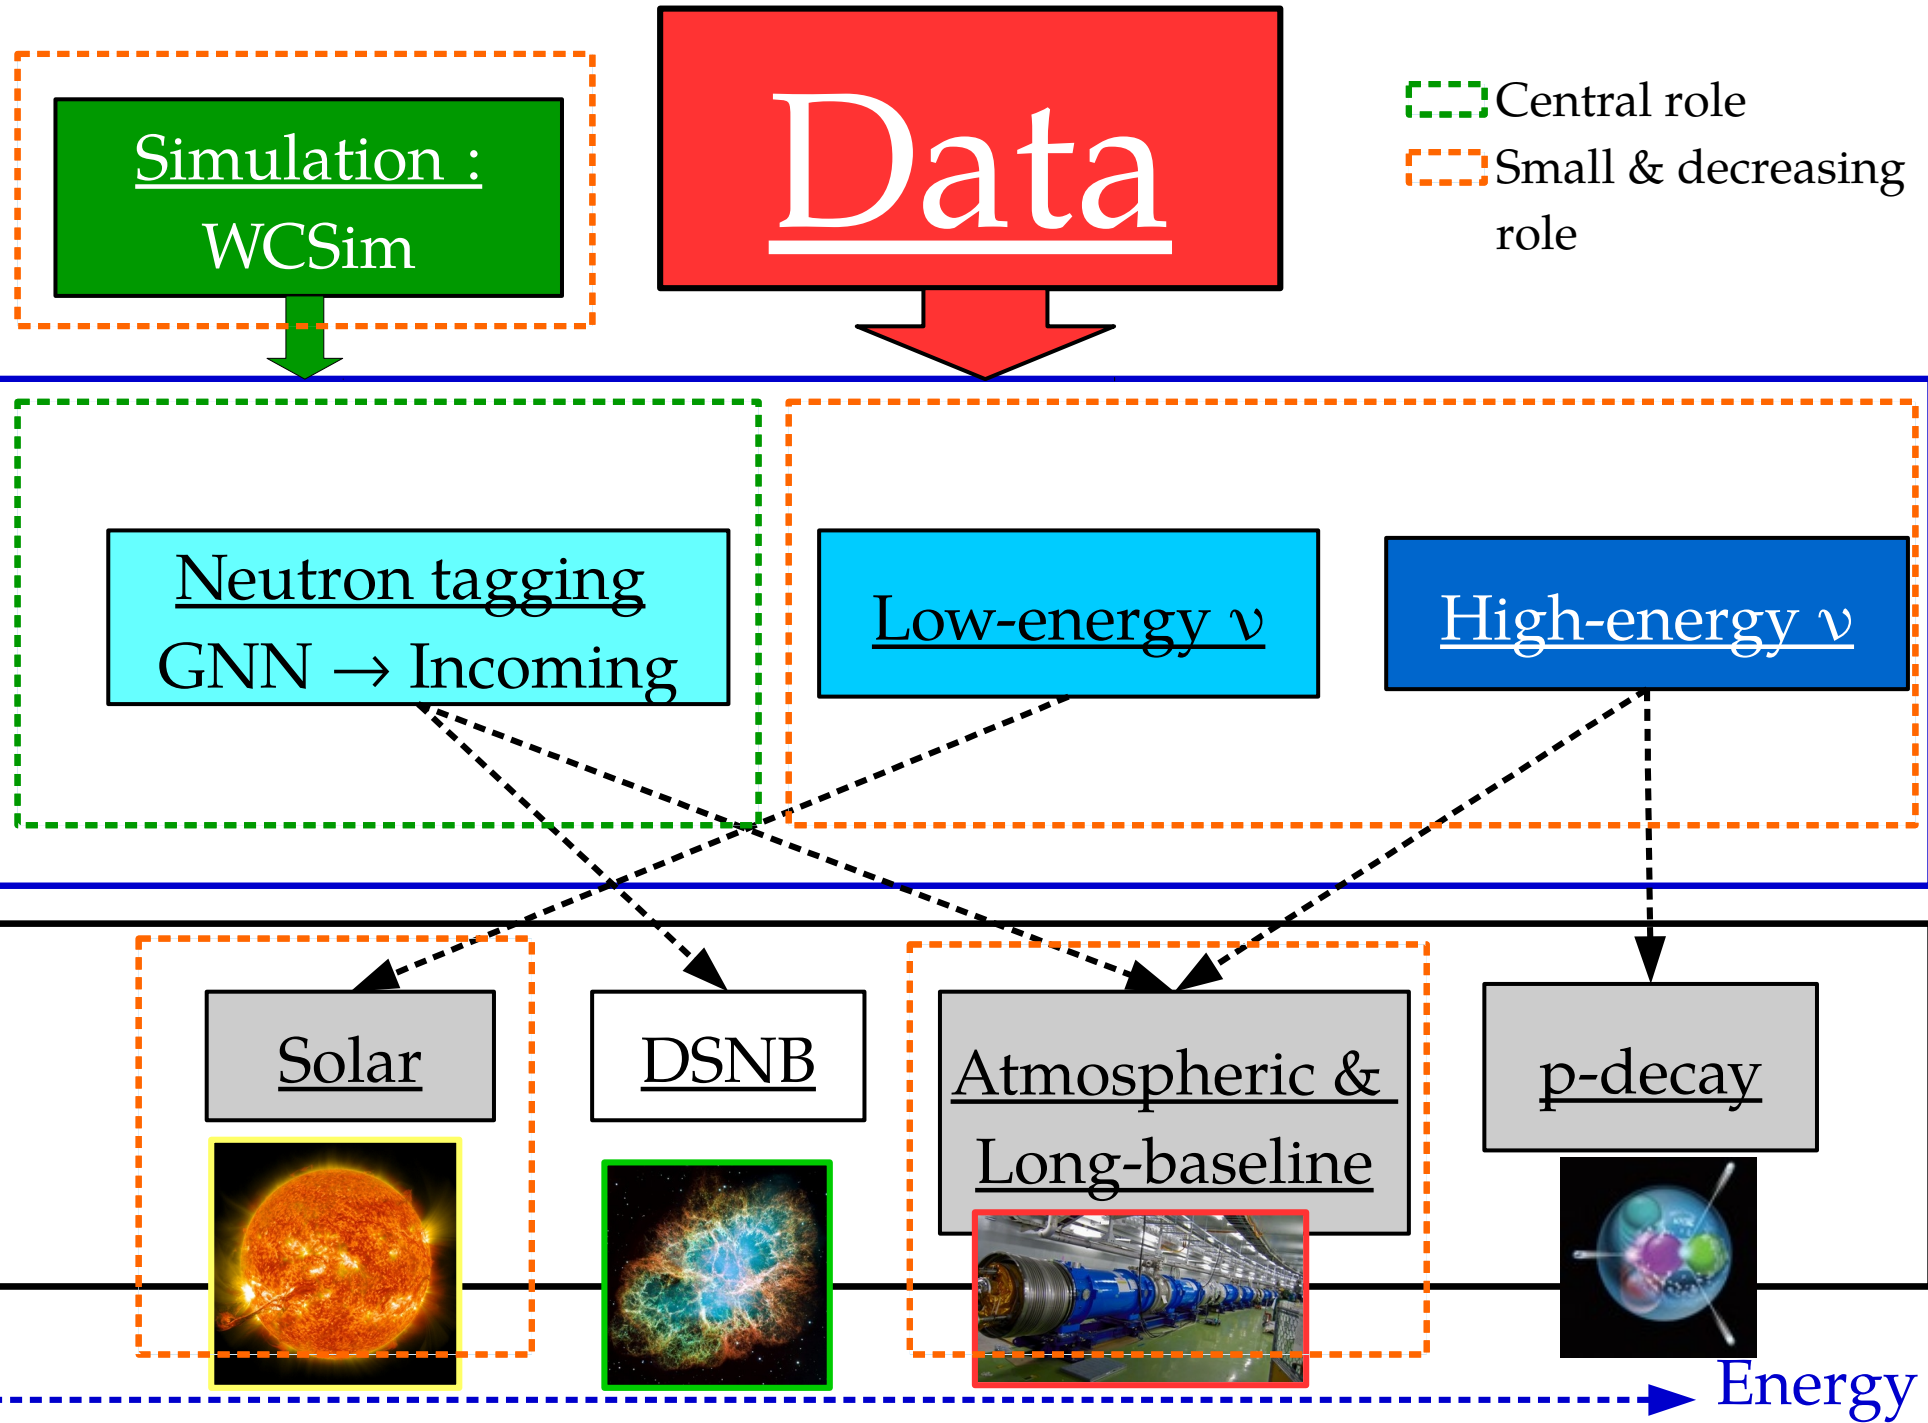 Simulation :
WCSim
Data
Central role
Small & decreasing
role
Neutron tagging
GNN → Incoming
Low-energy ν
High-energy ν
Solar
DSNB
Atmospheric &
Long-baseline
p-decay
Energy